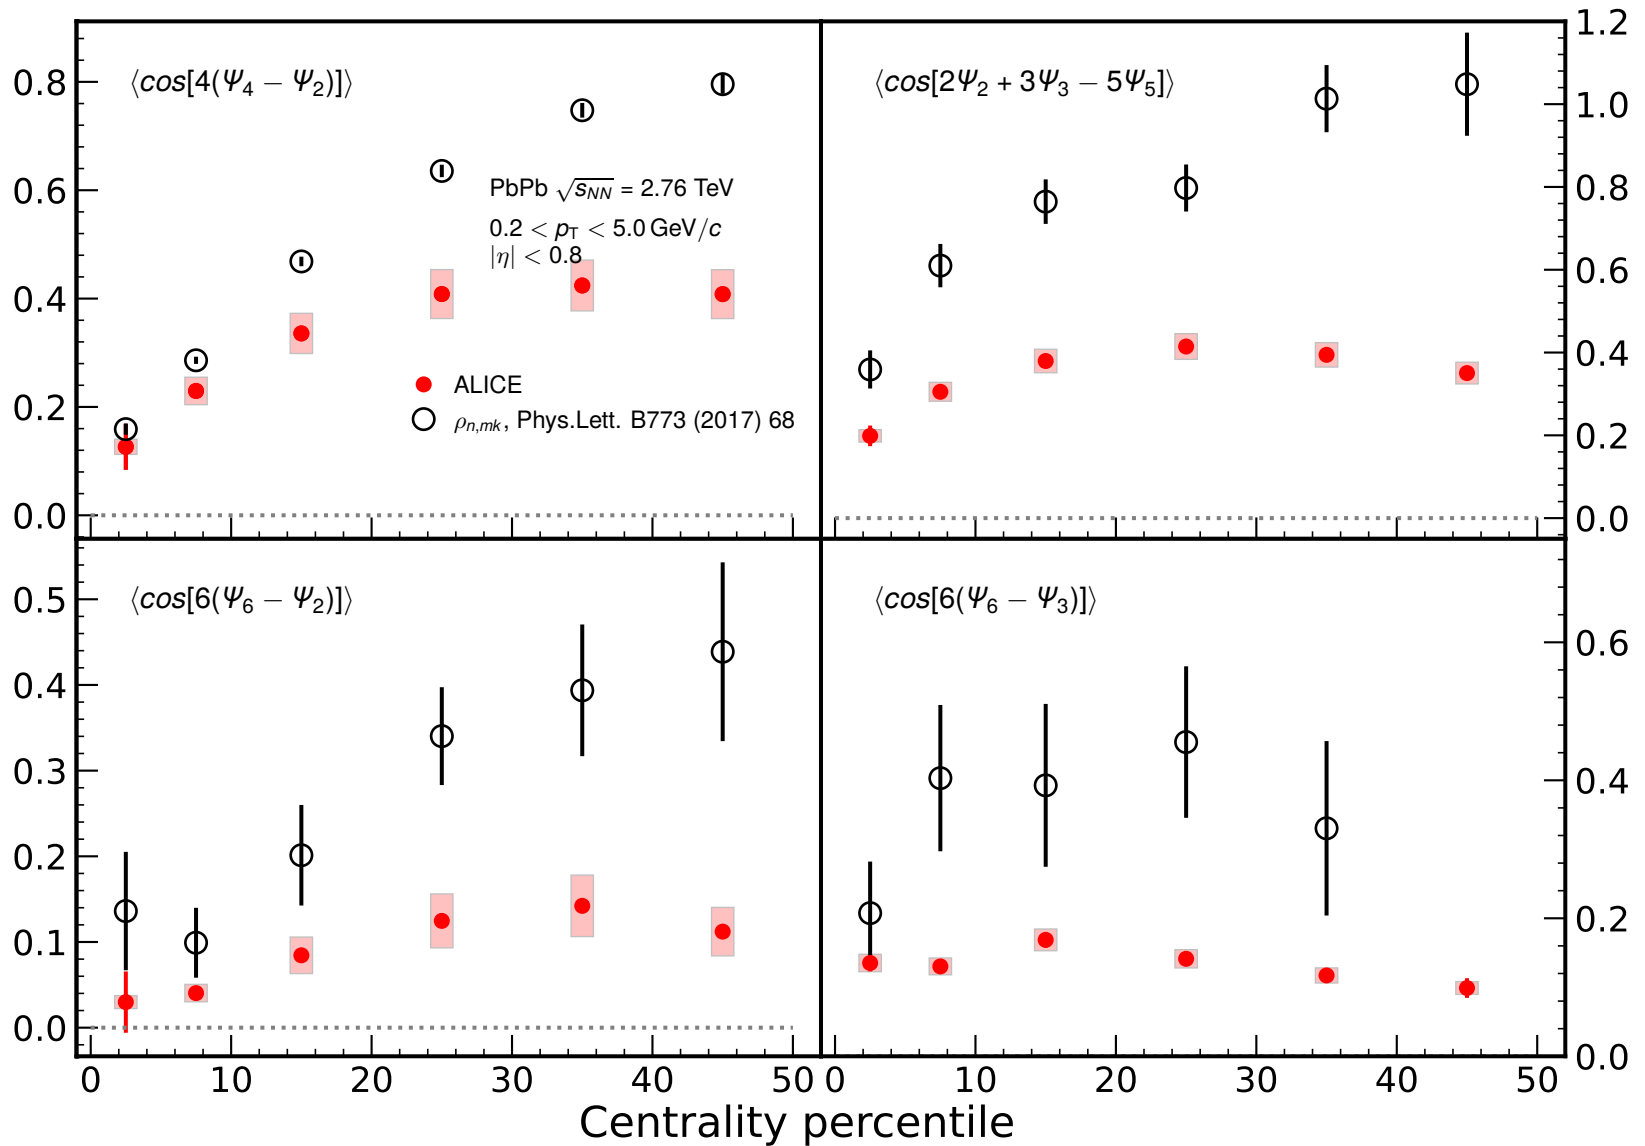 ⟨cos[4(Ψ₄ − Ψ₂)]⟩
PbPb √sNN = 2.76 TeV
0.2 < pT < 5.0 GeV/c
|η| < 0.8
ALICE
ρn,mk, Phys.Lett. B773 (2017) 68
0.8
0.6
0.4
0.2
0.0
⟨cos[2Ψ₂ + 3Ψ₃ − 5Ψ₅]⟩
1.2
1.0
0.8
0.6
0.4
0.2
0.0
⟨cos[6(Ψ₆ − Ψ₂)]⟩
0.5
0.4
0.3
0.2
0.1
0.0
0 10 20 30 40 50
⟨cos[6(Ψ₆ − Ψ₃)]⟩
0.6
0.4
0.2
0.0
0 10 20 30 40 50
Centrality percentile